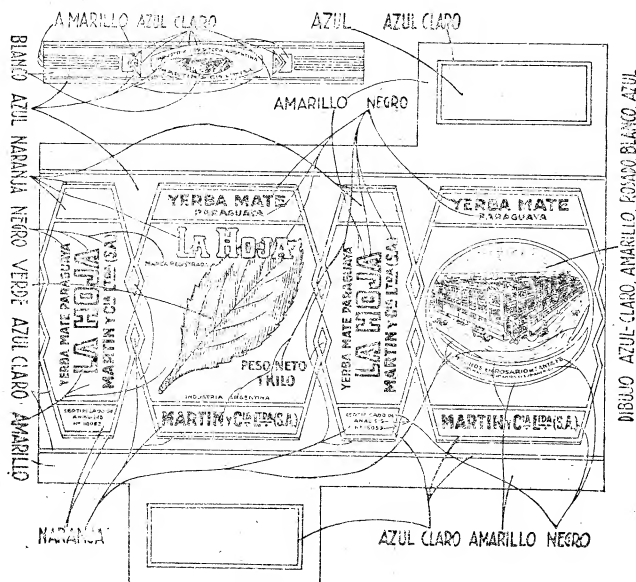 AMARILLO AZUL CLARO AZUL AZUL CLARO
BLANCO AZUL NARANJA NEGRO VERDE AZUL CLARO AMARILLO
AMARILLO NEGRO
YERBA MATE PARAGUAYA
LA HOJA
MARTIN Y CIA LTDA (S.A.)
CERTIFICADO DE
ANALISIS
YERBA MATE
PARAGUAYA
LA HOJA
MARCA REGISTRADA
PESO NETO
1 KILO
INDUSTRIA ARGENTINA
MARTIN Y CIA LTDA (S.A.)
YERBA MATE PARAGUAYA
LA HOJA
MARTIN Y CIA LTDA (S.A.)
CERTIFICADO DE
ANALISIS
YERBA MATE
PARAGUAYA
MARTIN Y CIA LTDA (S.A.)
DIBUJO AZUL-CLARO AMARILLO ROSADO BLANCO AZUL
NARANJA
AZUL CLARO AMARILLO NEGRO